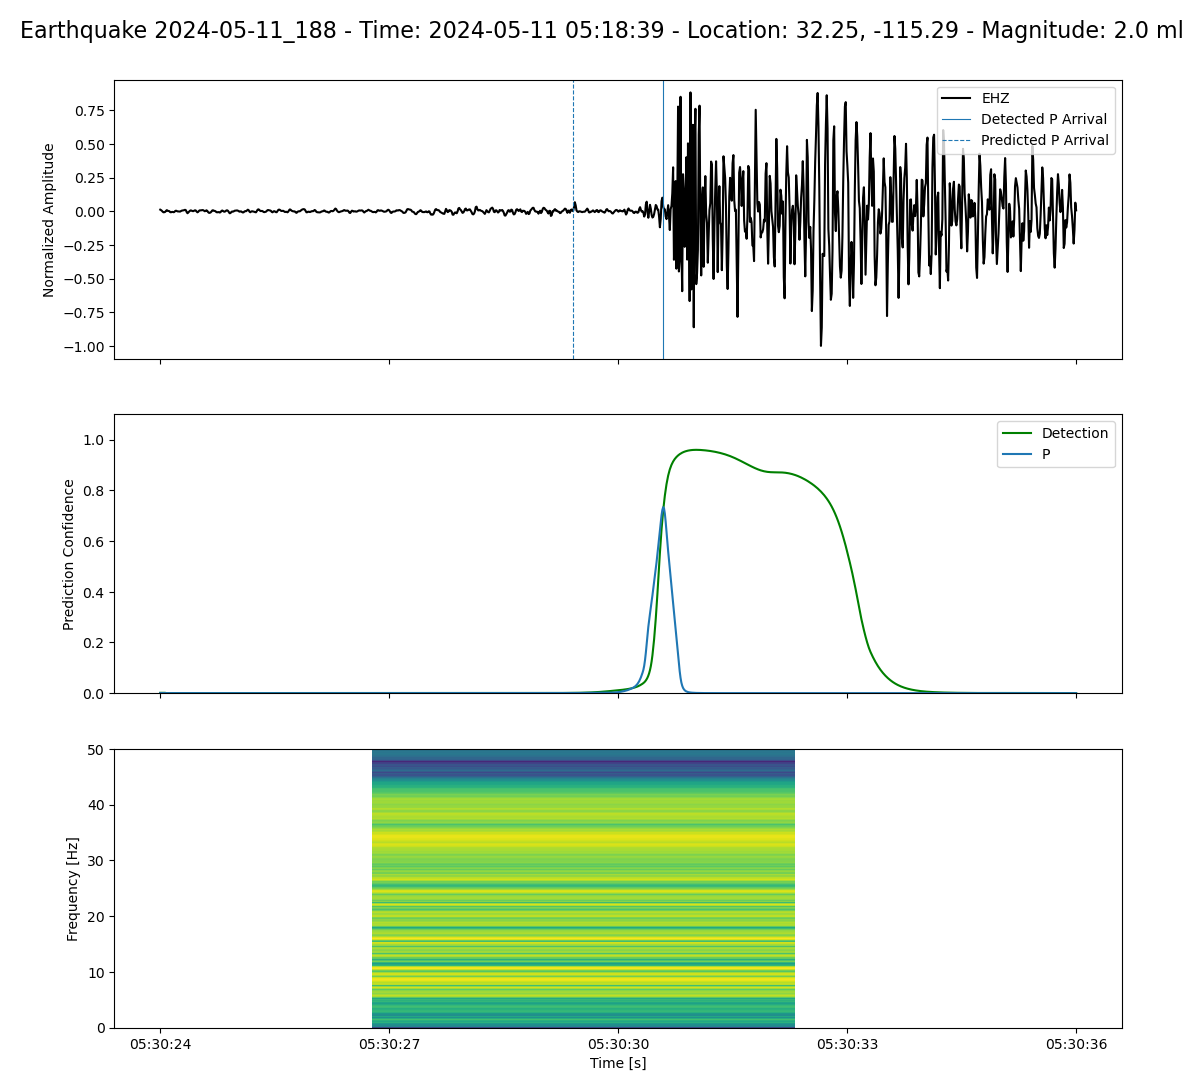 Earthquake 2024-05-11_188 - Time: 2024-05-11 05:18:39 - Location: 32.25, -115.29 - Magnitude: 2.0 ml
Normalized Amplitude
0.75
0.50
0.25
0.00
−0.25
−0.50
−0.75
−1.00
EHZ
Detected P Arrival
Predicted P Arrival
Prediction Confidence
1.0
0.8
0.6
0.4
0.2
0.0
Detection
P
Frequency [Hz]
50
40
30
20
10
0
05:30:24 05:30:27 05:30:30 05:30:33 05:30:36
Time [s]